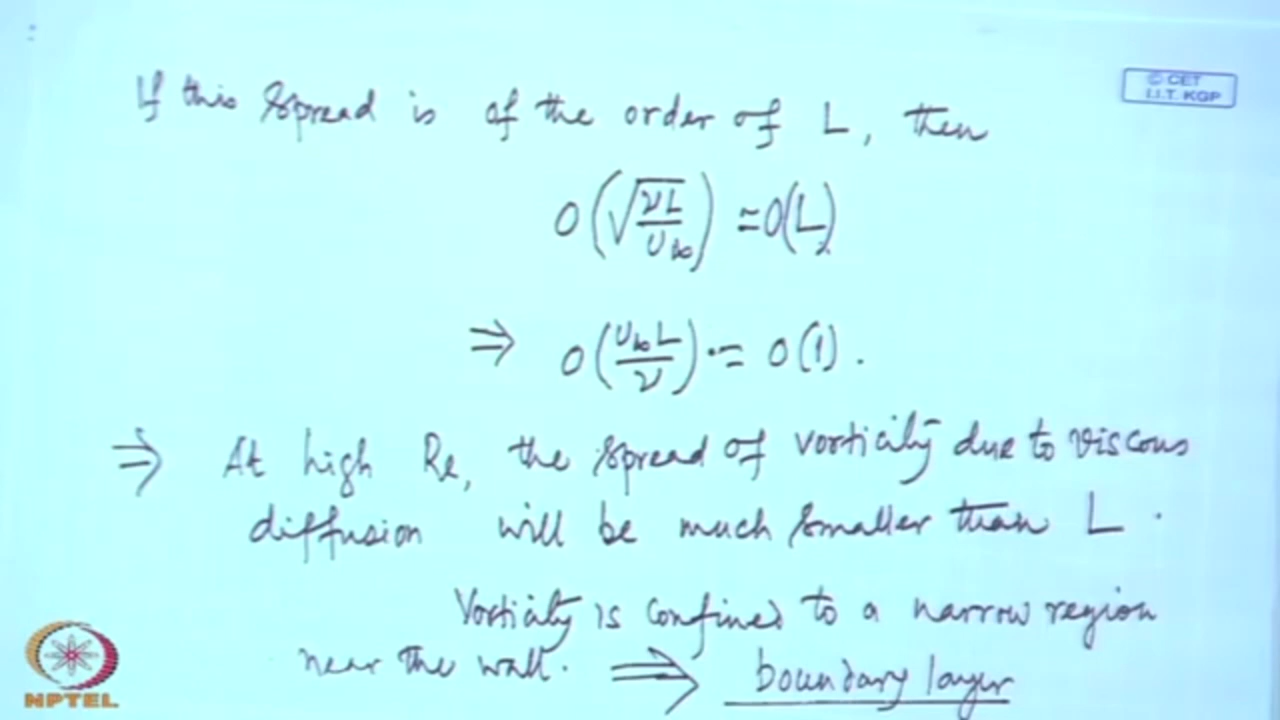 © CET
I.I.T. KGP
If this spread is of the order of L, then
O(√(νL/U∞)) = O(L)
⇒ O(U∞L/ν) = O(1).
⇒ At high Re, the spread of vorticity due to viscous
diffusion will be much smaller than L.
Vorticity is confined to a narrow region
near the wall. ⇒ boundary layer
NPTEL